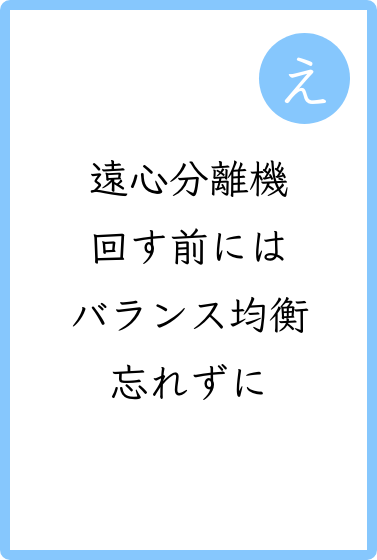 え
遠心分離機
回す前には
バランス均衡
忘れずに